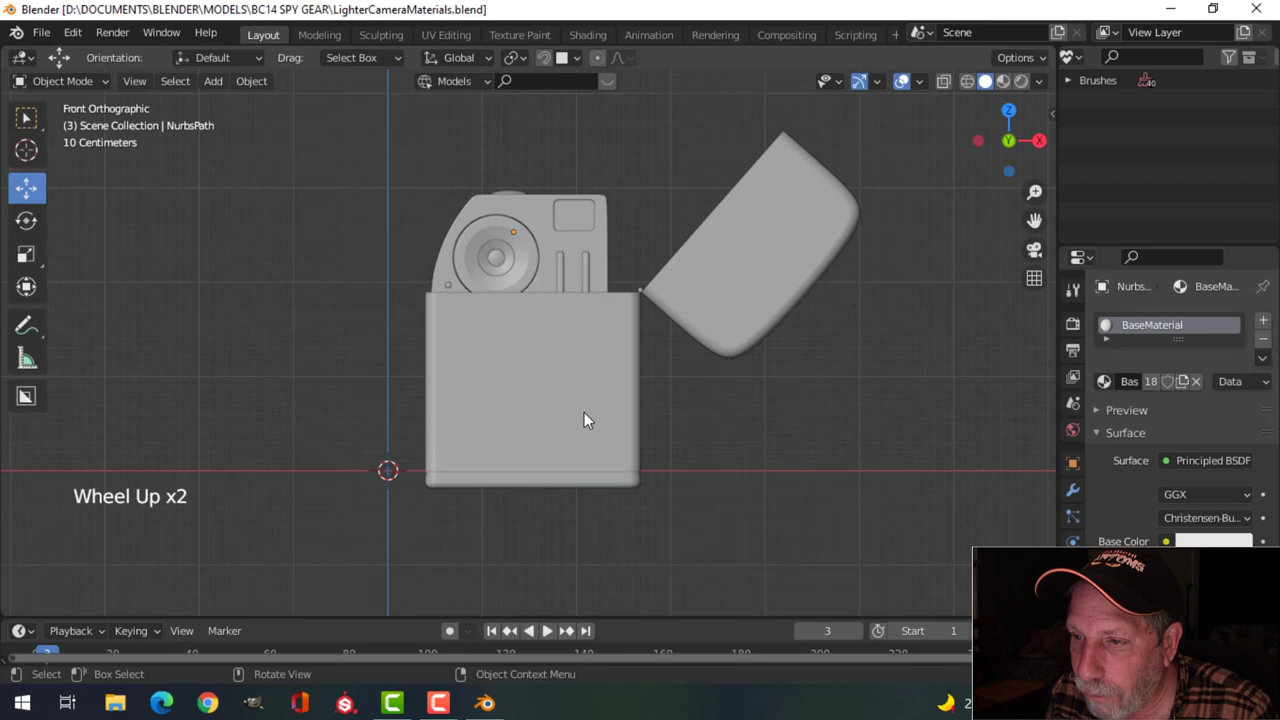 Blender [D:\DOCUMENTS\BLENDER\MODELS\BC14 SPY GEAR\LighterCameraMaterials.blend]
File Edit Render Window Help Layout Modeling Sculpting UV Editing Texture Paint Shading Animation Rendering Compositing Scripting + Scene View Layer
Orientation: Default Drag: Select Box Global Options
Object Mode View Select Add Object Models Brushes 40
Front Orthographic
(3) Scene Collection | NurbsPath
10 Centimeters
Z
Y X
Nurbs... BaseMa...
BaseMaterial
Bas 18 Data
Preview
Surface
Surface Principled BSDF
GGX
Christensen-Bu...
Base Color
Wheel Up x2
Playback Keying View Marker 3 Start 1
Select Box Select Rotate View Object Context Menu